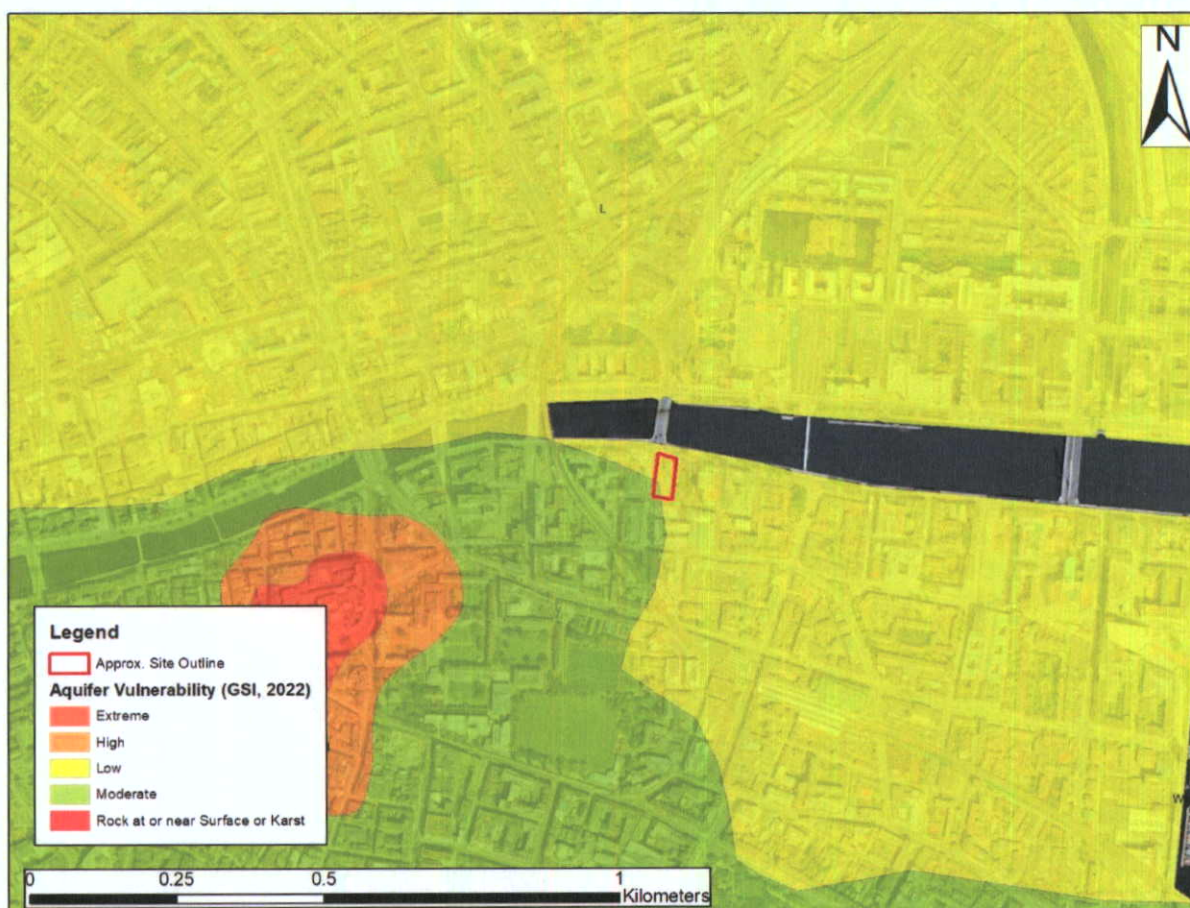 N
L
W
Legend
Approx. Site Outline
Aquifer Vulnerability (GSI, 2022)
Extreme
High
Low
Moderate
Rock at or near Surface or Karst
0 0.25 0.5 1
Kilometers